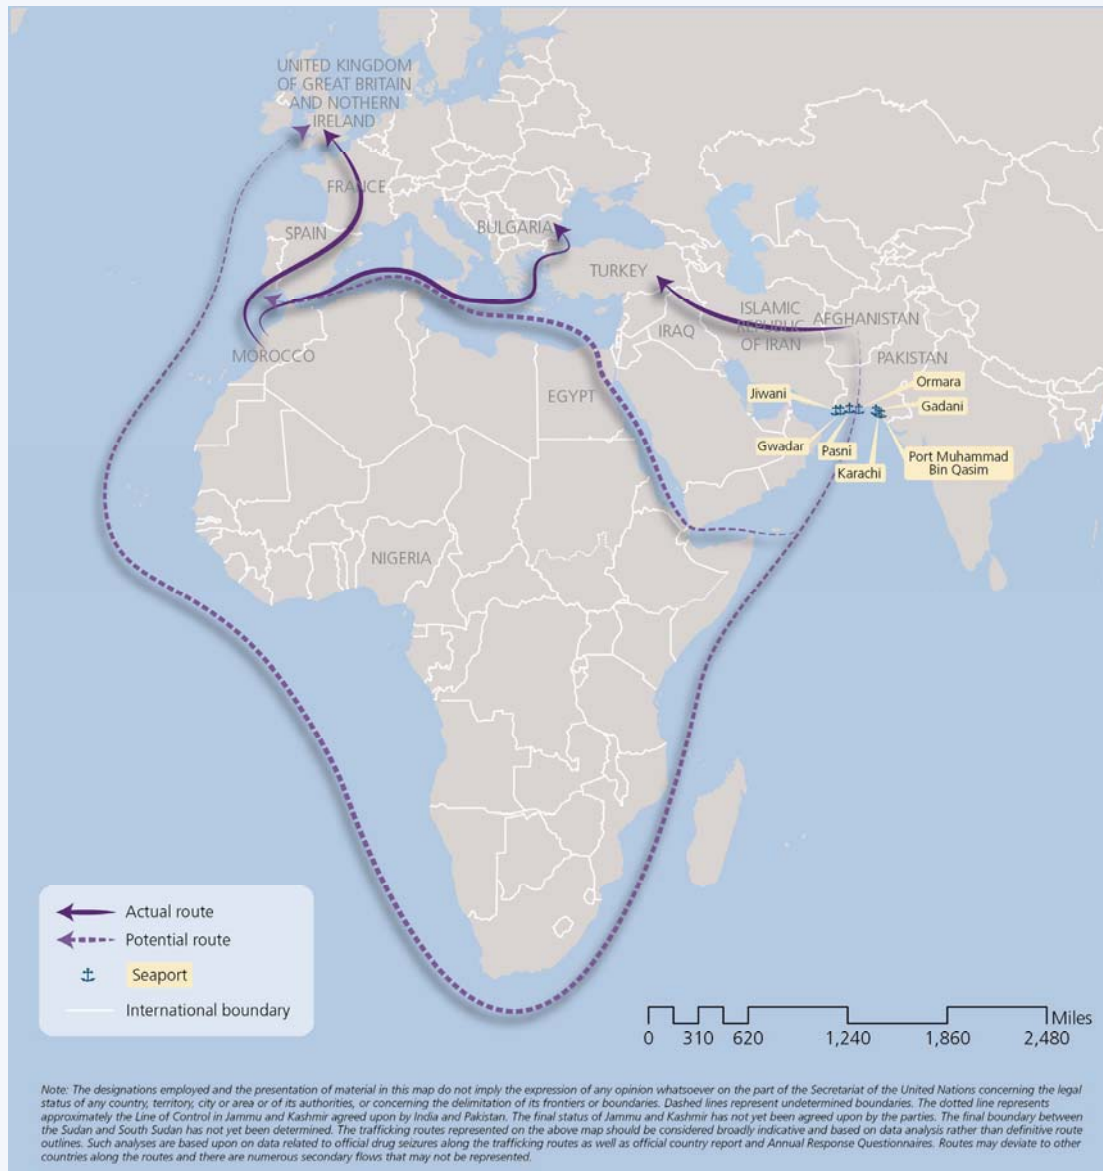 UNITED KINGDOM
OF GREAT BRITAIN
AND NOTHERN
IRELAND
FRANCE
SPAIN
BULGARIA
TURKEY
ISLAMIC
REPUBLIC
OF IRAN
AFGHANISTAN
IRAQ
MOROCCO
PAKISTAN
EGYPT
Jiwani
Ormara
Gadani
Gwadar
Pasni
Karachi
Port Muhammad
Bin Qasim
NIGERIA
Actual route
Potential route
Seaport
International boundary
Miles
0 310 620 1,240 1,860 2,480
Note: The designations employed and the presentation of material in this map do not imply the expression of any opinion whatsoever on the part of the Secretariat of the United Nations concerning the legal
status of any country, territory, city or area or of its authorities, or concerning the delimitation of its frontiers or boundaries. Dashed lines represent undetermined boundaries. The dotted line represents
approximately the Line of Control in Jammu and Kashmir agreed upon by India and Pakistan. The final status of Jammu and Kashmir has not yet been agreed upon by the parties. The final boundary between
the Sudan and South Sudan has not yet been determined. The trafficking routes represented on the above map should be considered broadly indicative and based on data analysis rather than definitive route
outlines. Such analyses are based upon on data related to official drug seizures along the trafficking routes as well as official country report and Annual Response Questionnaires. Routes may deviate to other
countries along the routes and there are numerous secondary flows that may not be represented.